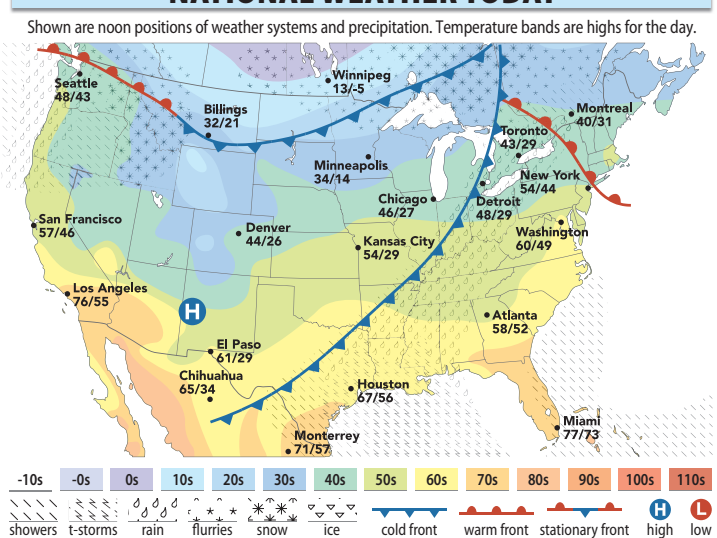 NATIONAL WEATHER TODAY
Shown are noon positions of weather systems and precipitation. Temperature bands are highs for the day.
Seattle
48/43
Winnipeg
13/-5
Billings
32/21
Montreal
40/31
Toronto
43/29
Minneapolis
34/14
New York
54/44
Chicago
46/27
Detroit
48/29
San Francisco
57/46
Denver
44/26
Kansas City
54/29
Washington
60/49
Los Angeles
76/55
H
Atlanta
58/52
El Paso
61/29
Chihuahua
65/34
Houston
67/56
Miami
77/73
Monterrey
71/57
-10s -0s 0s 10s 20s 30s 40s 50s 60s 70s 80s 90s 100s 110s
H L
showers t-storms rain flurries snow ice cold front warm front stationary front high low